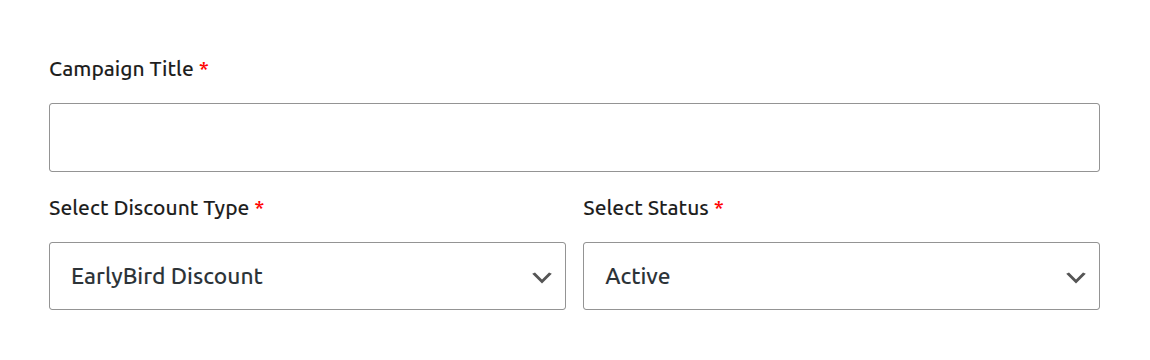 Campaign Title *
Select Discount Type * Select Status *
EarlyBird Discount Active